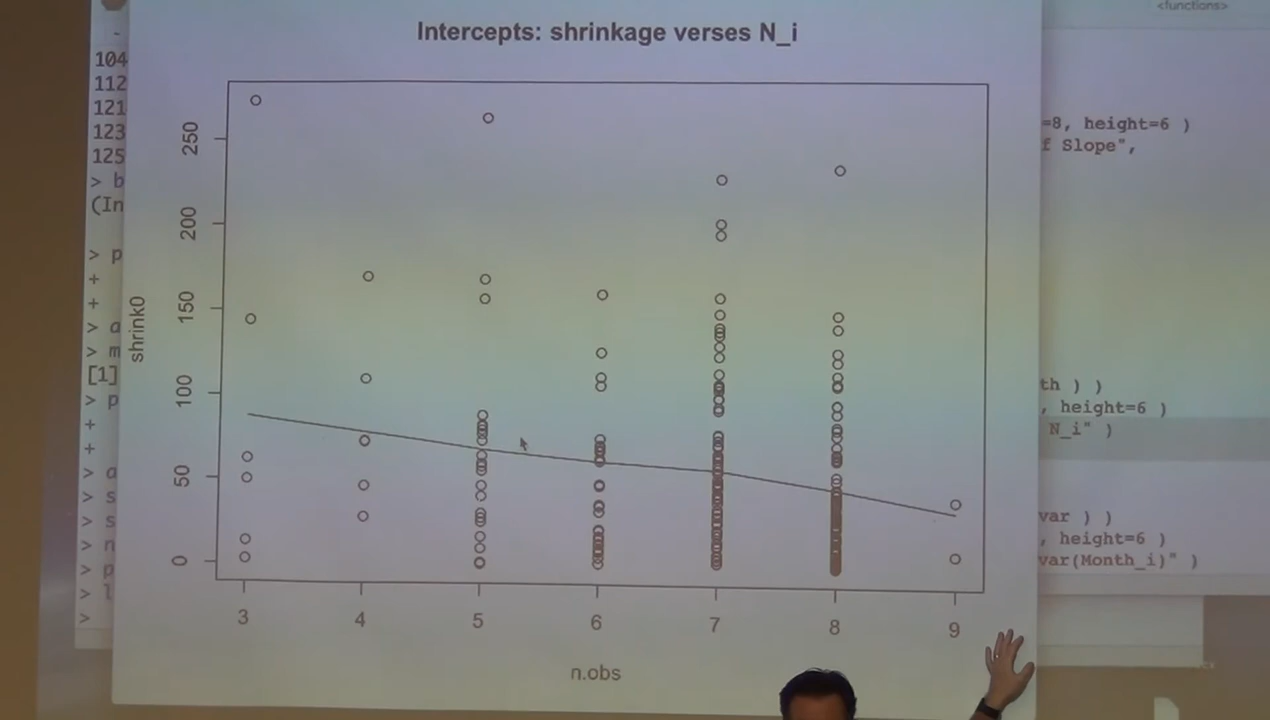 <functions>
Intercepts: shrinkage verses N_i
104
112
121
123
125
> b
(In
> p
+
+
> a
> m
[1]
> p
+
+
> a
> s
> s
> n
> p
> l
>
shrink0
250
200
150
100
50
0
3 4 5 6 7 8 9
n.obs
=8, height=6 )
f Slope",
th ) )
, height=6 )
N_i" )
var ) )
, height=6 )
var(Month_i)" )